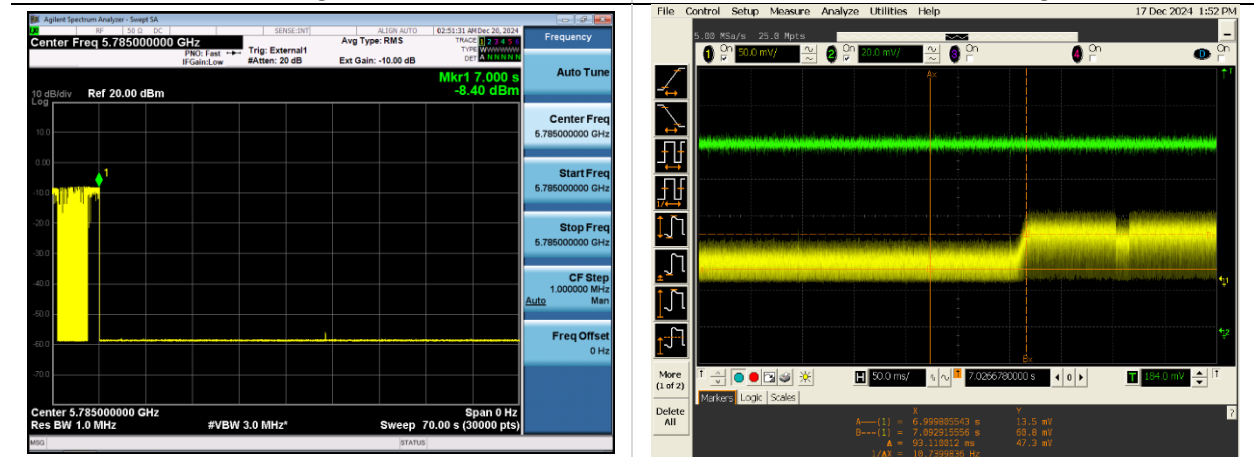 Agilent Spectrum Analyzer - Swept SA
RF 50 Ω DC SENSE:INT ALIGN AUTO 02:51:31 AM Dec 20, 2024
Center Freq 5.785000000 GHz
PNO: Fast
IFGain:Low
Trig: External1
#Atten: 20 dB
Avg Type: RMS
Ext Gain: -10.00 dB
TRACE 1 2 3 4 5 6
TYPE
DET A N N N N N
Mkr1 7.000 s
-8.40 dBm
10 dB/div Ref 20.00 dBm
Log
10.0
0.00
-10.0
-20.0
-30.0
-40.0
-50.0
-60.0
-70.0
1
Center 5.785000000 GHz Span 0 Hz
Res BW 1.0 MHz #VBW 3.0 MHz* Sweep 70.00 s (30000 pts)
MSG STATUS
Frequency
Auto Tune
Center Freq
5.785000000 GHz
Start Freq
5.785000000 GHz
Stop Freq
5.785000000 GHz
CF Step
1.000000 MHz
Auto Man
Freq Offset
0 Hz
File Control Setup Measure Analyze Utilities Help 17 Dec 2024 1:52 PM
5.00 MSa/s 25.0 Mpts
1 On 50.0 mV/ 2 On 20.0 mV/ 3 On 4 On D On
Ax
Bx
More
(1 of 2)
Delete
All
H 50.0 ms/ 7.0266780000 s 0 T 184.0 mV
Markers Logic Scales
X Y
A---(1) = 6.999805543 s 13.5 mV
B---(1) = 7.092915556 s 60.8 mV
Δ = 93.110012 ms 47.3 mV
1/ΔX = 10.7399836 Hz
?